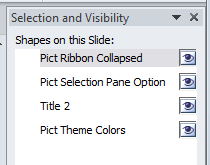 Selection and Visibility
Shapes on this Slide:
Pict Ribbon Collapsed
Pict Selection Pane Option
Title 2
Pict Theme Colors